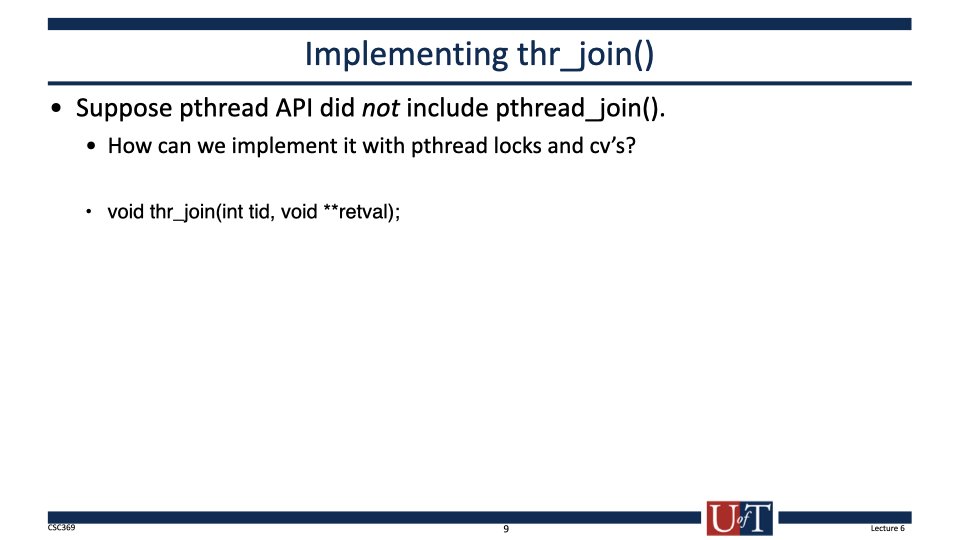 Implementing thr_join()
• Suppose pthread API did not include pthread_join().
• How can we implement it with pthread locks and cv’s?
• void thr_join(int tid, void **retval);
CSC369
9
UofT
Lecture 6